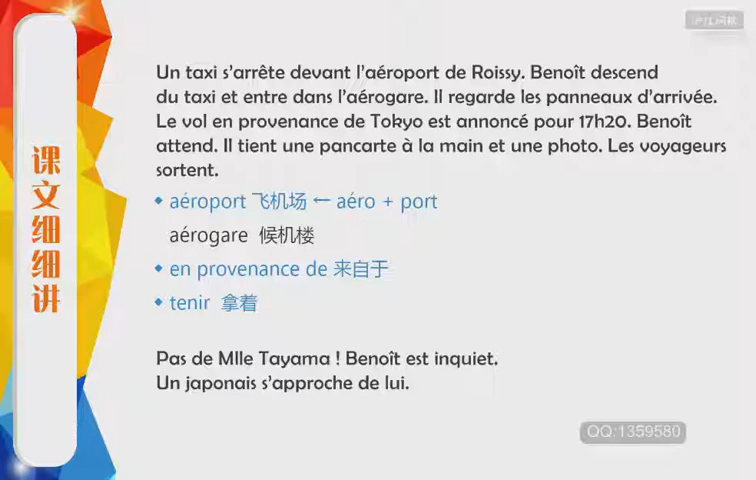 沪江网校
Un taxi s'arrête devant l'aéroport de Roissy. Benoît descend
du taxi et entre dans l'aérogare. Il regarde les panneaux d'arrivée.
Le vol en provenance de Tokyo est annoncé pour 17h20. Benoît
attend. Il tient une pancarte à la main et une photo. Les voyageurs
sortent.
课文细细讲
• aéroport 飞机场 ← aéro + port
aérogare 候机楼
• en provenance de 来自于
• tenir 拿着
Pas de Mlle Tayama ! Benoît est inquiet.
Un japonais s'approche de lui.
QQ:1359580